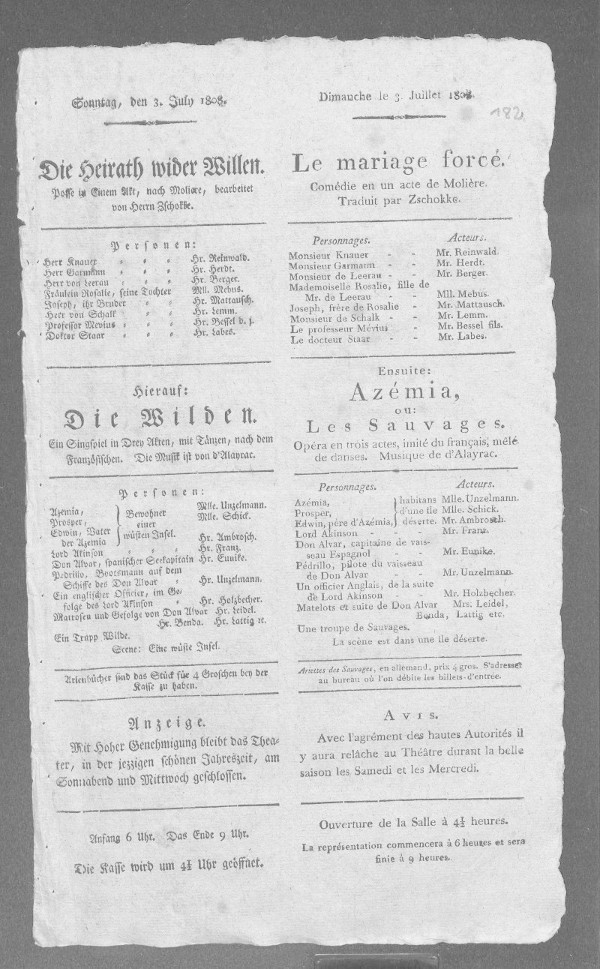 Sonntag, den 3. July 1808.
Die Heirath wider Willen.
Posse in Einem Akt, nach Moliere, bearbeitet
von Herrn Zschokke.
Personen:
Herr Knauer - - - Hr. Reinwald.
Herr Garmann - - - Hr. Herdt.
Herr von Leerau - - - Hr. Berger.
Fräulein Rosalie, seine Tochter Mll. Mebus.
Joseph, ihr Bruder - - Hr. Mattausch.
Herr von Schalk - - Hr. Lemm.
Professor Mevius - - - Hr. Bessel d. j.
Doktor Staar - - - Hr. Labes.
Hierauf:
Die Wilden.
Ein Singspiel in Drey Akten, mit Tänzen, nach dem
Französischen. Die Musik ist von d'Alayrac.
Personen:
Azemia, Bewohner Mlle. Unzelmann.
Prosper, einer Mlle. Schick.
Edwin, Vater wüsten Insel.
der Azemia Hr. Ambrosch.
Lord Akinson - - - Hr. Franz.
Don Alvar, spanischer Seekapitain Hr. Eunike.
Pedrillo, Bootsmann auf dem
Schiffe des Don Alvar - Hr. Unzelmann.
Ein englischer Officier, im Ge-
folge des Lord Akinson - Hr. Holzbecher.
Matrosen und Gefolge von Don Alvar Hr. Leidel.
Hr. Benda. Hr. Lattig ꝛc.
Ein Trupp Wilde.
Scene: Eine wüste Insel.
Arienbücher sind das Stück für 4 Groschen bey der
Kasse zu haben.
Anzeige.
Mit Hoher Genehmigung bleibt das Thea-
ter, in der jezzigen schönen Jahreszeit, am
Sonnabend und Mittwoch geschlossen.
Anfang 6 Uhr. Das Ende 9 Uhr.
Die Kasse wird um 4½ Uhr geöffnet.
Dimanche le 3. Juillet 1808.
182
Le mariage forcé.
Comédie en un acte de Molière.
Traduit par Zschokke.
Personnages. Acteurs.
Monsieur Knauer - - Mr. Reinwald.
Monsieur Garmann - - Mr. Herdt.
Monsieur de Leerau - - Mr. Berger.
Mademoiselle Rosalie, fille de
Mr. de Leerau - - Mll. Mebus.
Joseph, frère de Rosalie - Mr. Mattausch.
Monsieur de Schalk - - Mr. Lemm.
Le professeur Mévius - - Mr. Bessel fils.
Le docteur Staar - - Mr. Labes.
Ensuite:
Azémia,
ou:
Les Sauvages.
Opéra en trois actes, imité du français, mêlé
de danses. Musique de d'Alayrac.
Personnages. Acteurs.
Azémia, habitans Mlle. Unzelmann.
Prosper, d'une île Mlle. Schick.
Edwin, père d'Azémia, déserte. Mr. Ambrosch.
Lord Akinson - - - Mr. Franz.
Don Alvar, capitaine de vais-
seau Espagnol - - Mr. Eunike.
Pédrillo, pilote du vaisseau
de Don Alvar - - Mr. Unzelmann.
Un officier Anglais, de la suite
de Lord Akinson - - Mr. Holzbecher.
Matelots et suite de Don Alvar Mrs. Leidel,
Benda, Lattig etc.
Une troupe de Sauvages.
La scène est dans une île déserte.
Ariettes des Sauvages, en allemand, prix 4 gros. S'adresser
au bureau où l'on débite les billets-d'entrée.
Avis.
Avec l'agrément des hautes Autorités il
y aura relâche au Théâtre durant la belle
saison les Samedi et les Mercredi.
Ouverture de la Salle à 4½ heures.
La représentation commencera à 6 heures et sera
finie à 9 heures.